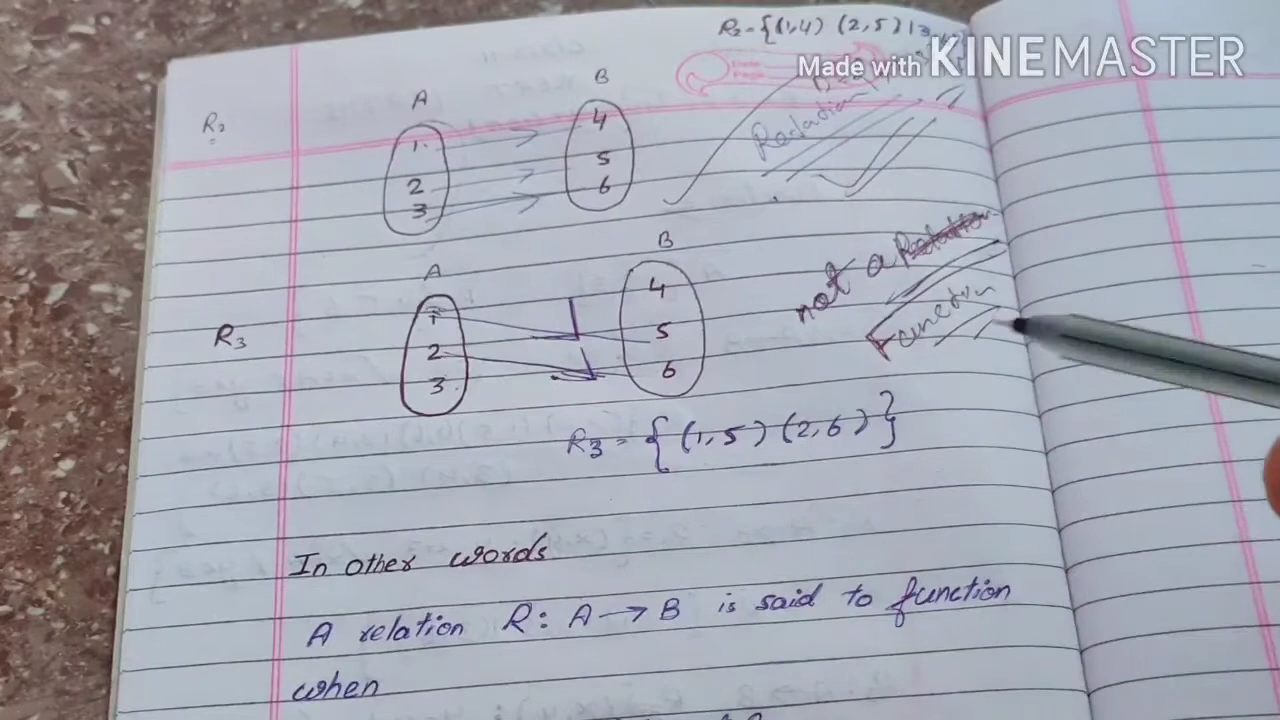 R2 = {(1,4) (2,5)
Made with KINEMASTER
Relation
A B
R2
1 4
2 5
3 6
A B
R3
1 4
2 5
3 6
not a Relation
Function
R3 = { (1,5) (2,6) }
In other words
A relation R: A → B is said to function
when